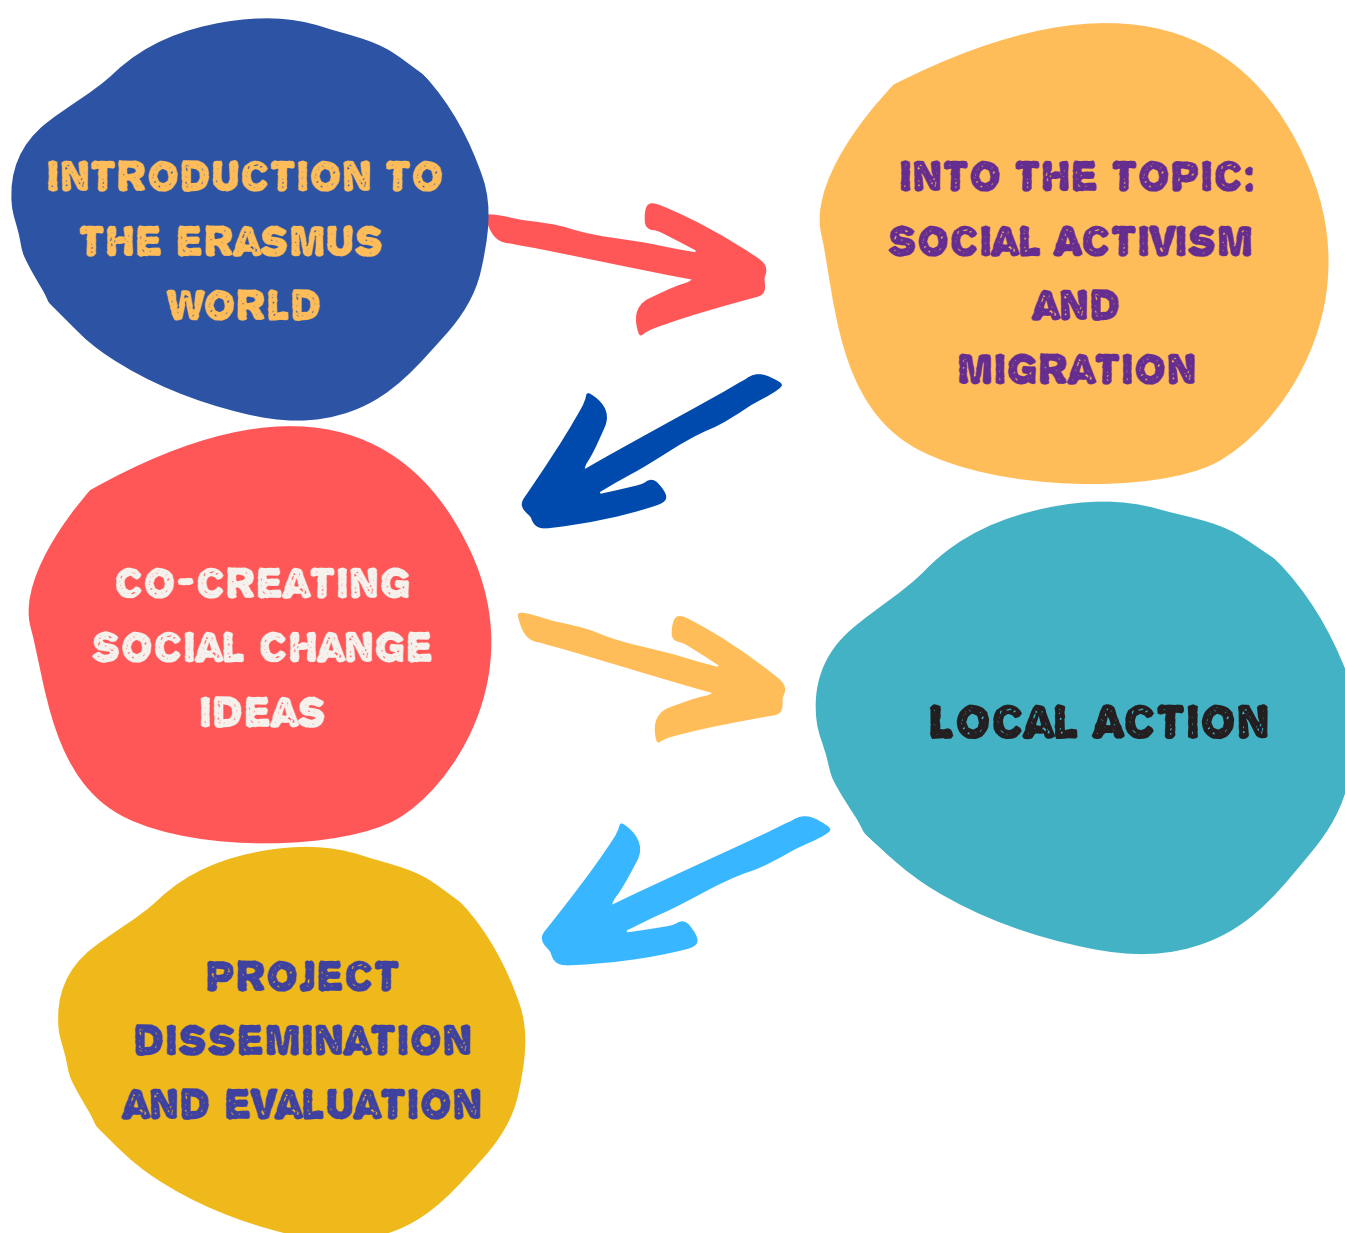 INTRODUCTION TO
THE ERASMUS
WORLD
INTO THE TOPIC:
SOCIAL ACTIVISM
AND
MIGRATION
CO-CREATING
SOCIAL CHANGE
IDEAS
LOCAL ACTION
PROJECT
DISSEMINATION
AND EVALUATION